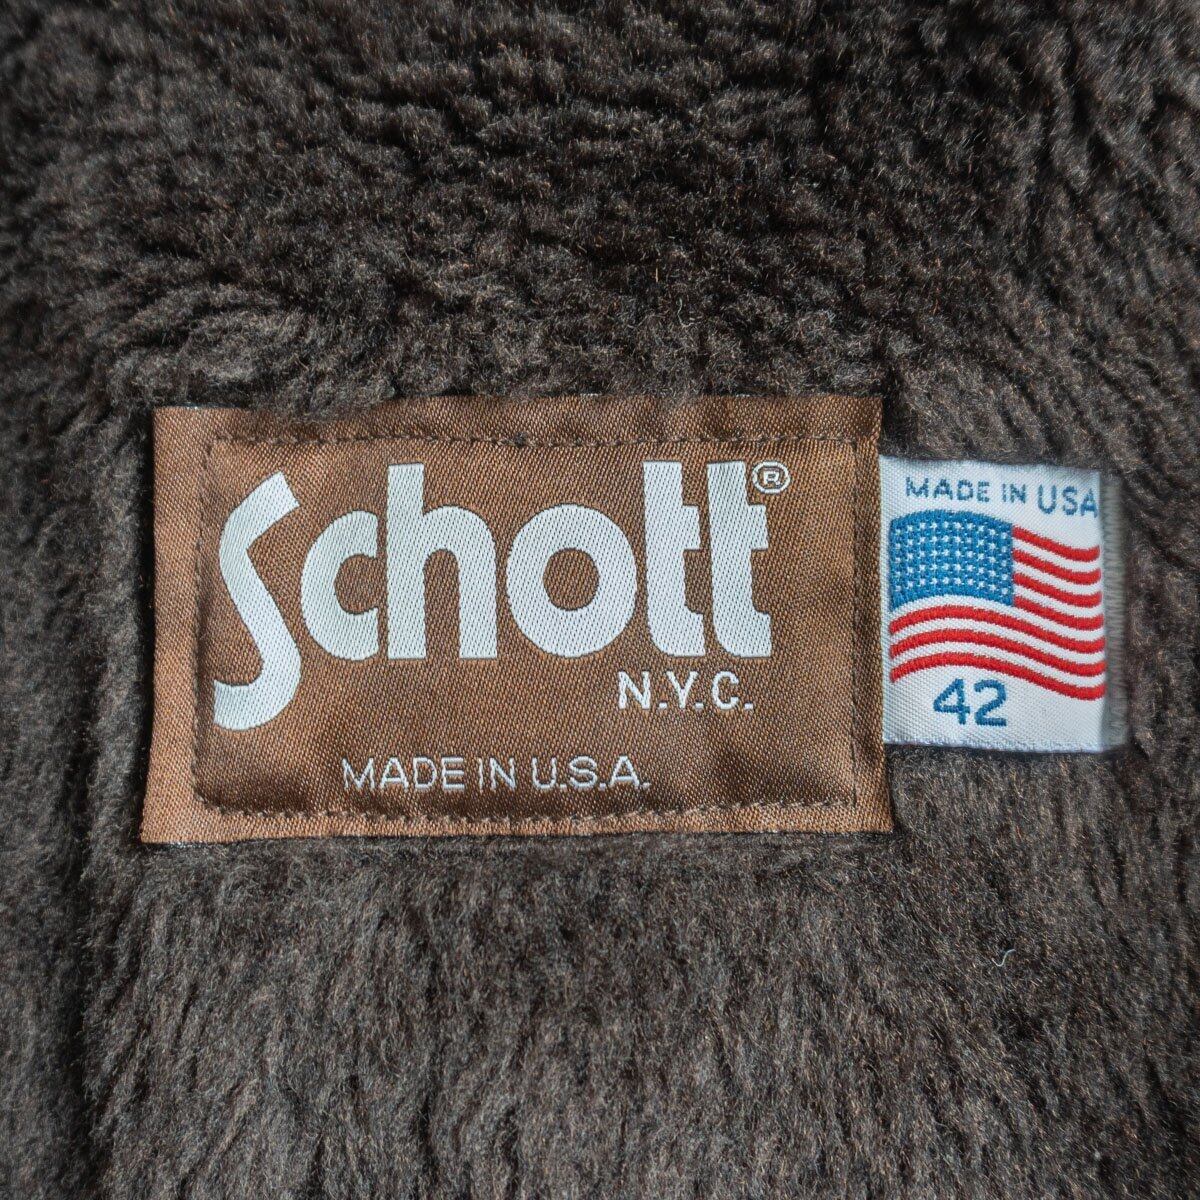 Schott®
N.Y.C.
MADE IN U.S.A.
MADE IN USA
42